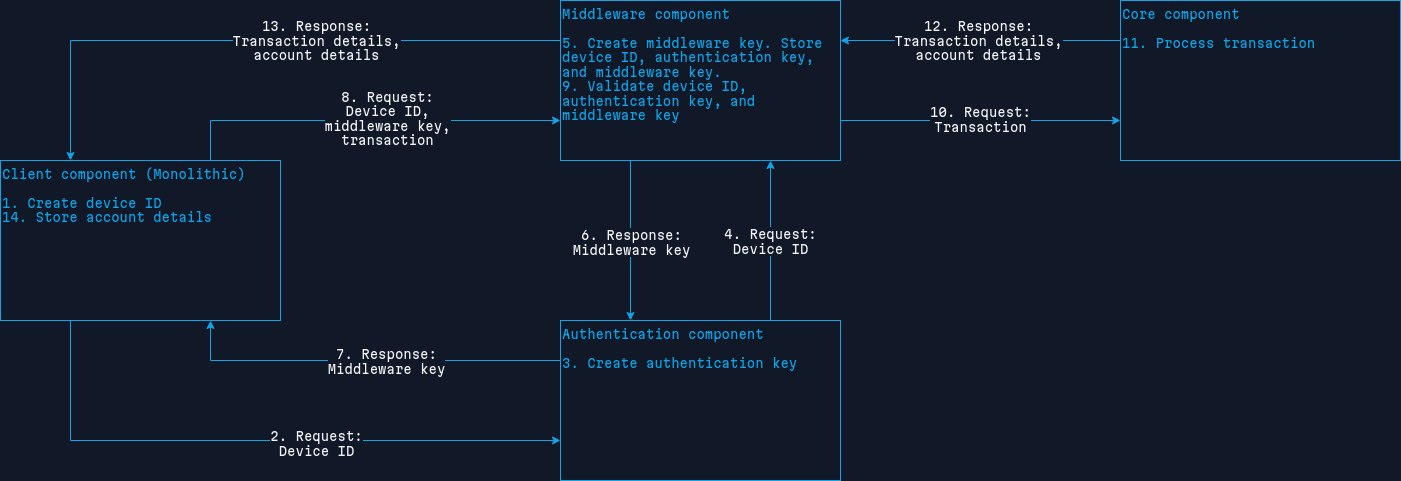 13. Response:
Transaction details,
account details
Middleware component
5. Create middleware key. Store
device ID, authentication key,
and middleware key.
9. Validate device ID,
authentication key, and
middleware key
12. Response:
Transaction details,
account details
Core component
11. Process transaction
8. Request:
Device ID,
middleware key,
transaction
10. Request:
Transaction
Client component (Monolithic)
1. Create device ID
14. Store account details
6. Response:
Middleware key
4. Request:
Device ID
7. Response:
Middleware key
Authentication component
3. Create authentication key
2. Request:
Device ID